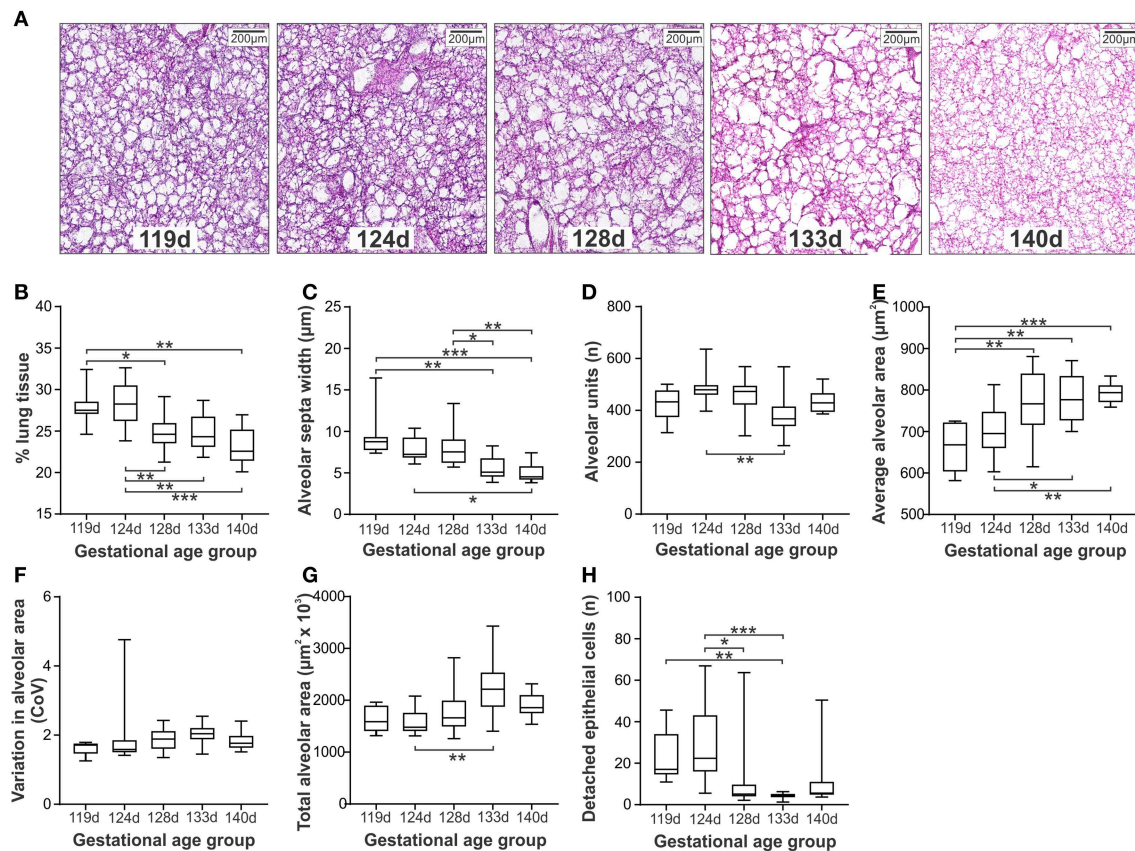 A
200µm 200µm 200µm 200µm 200µm
119d 124d 128d 133d 140d
B C D E
% lung tissue
40
35
30
25
20
15
** 
*
**
**
***
119d 124d 128d 133d 140d
Gestational age group
Alveolar septa width (µm)
25
20
15
10
5
0
**
*
***
**
*
119d 124d 128d 133d 140d
Gestational age group
Alveolar units (n)
800
600
400
200
0
**
119d 124d 128d 133d 140d
Gestational age group
Average alveolar area (µm²)
1000
900
800
700
600
500
***
**
**
*
**
119d 124d 128d 133d 140d
Gestational age group
F G H
Variation in alveolar area
(CoV)
6
4
2
0
119d 124d 128d 133d 140d
Gestational age group
Total alveolar area (µm² x 10³)
4000
3000
2000
1000
0
**
119d 124d 128d 133d 140d
Gestational age group
Detached epithelial cells (n)
100
80
60
40
20
0
***
*
**
119d 124d 128d 133d 140d
Gestational age group